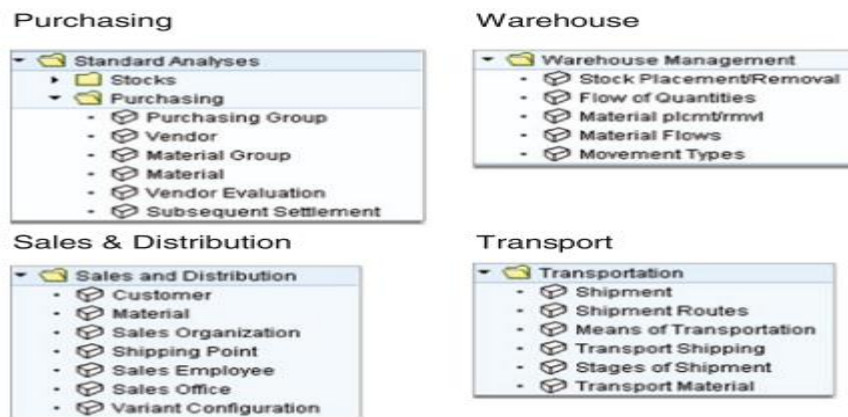 Purchasing
Standard Analyses
Stocks
Purchasing
Purchasing Group
Vendor
Material Group
Material
Vendor Evaluation
Subsequent Settlement
Warehouse
Warehouse Management
Stock Placement/Removal
Flow of Quantities
Material plcmt/rmvl
Material Flows
Movement Types
Sales & Distribution
Sales and Distribution
Customer
Material
Sales Organization
Shipping Point
Sales Employee
Sales Office
Variant Configuration
Transport
Transportation
Shipment
Shipment Routes
Means of Transportation
Transport Shipping
Stages of Shipment
Transport Material